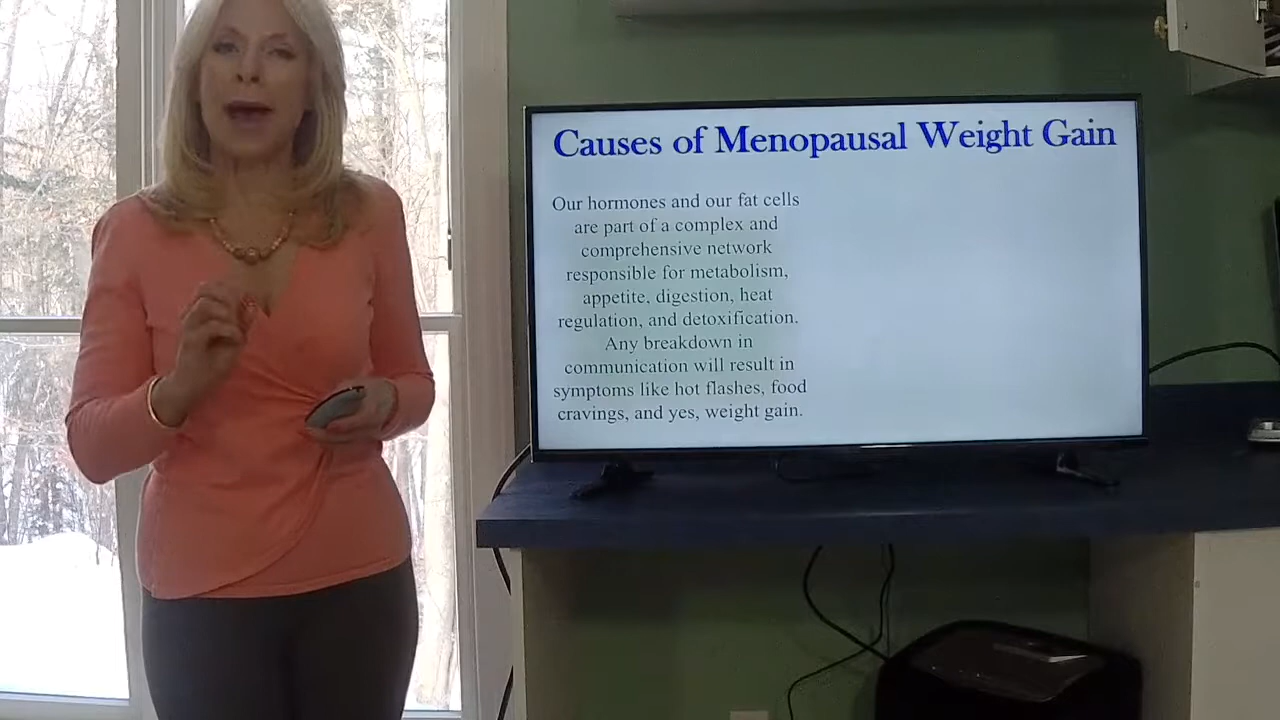 Causes of Menopausal Weight Gain
Our hormones and our fat cells
are part of a complex and
comprehensive network
responsible for metabolism,
appetite, digestion, heat
regulation, and detoxification.
Any breakdown in
communication will result in
symptoms like hot flashes, food
cravings, and yes, weight gain.